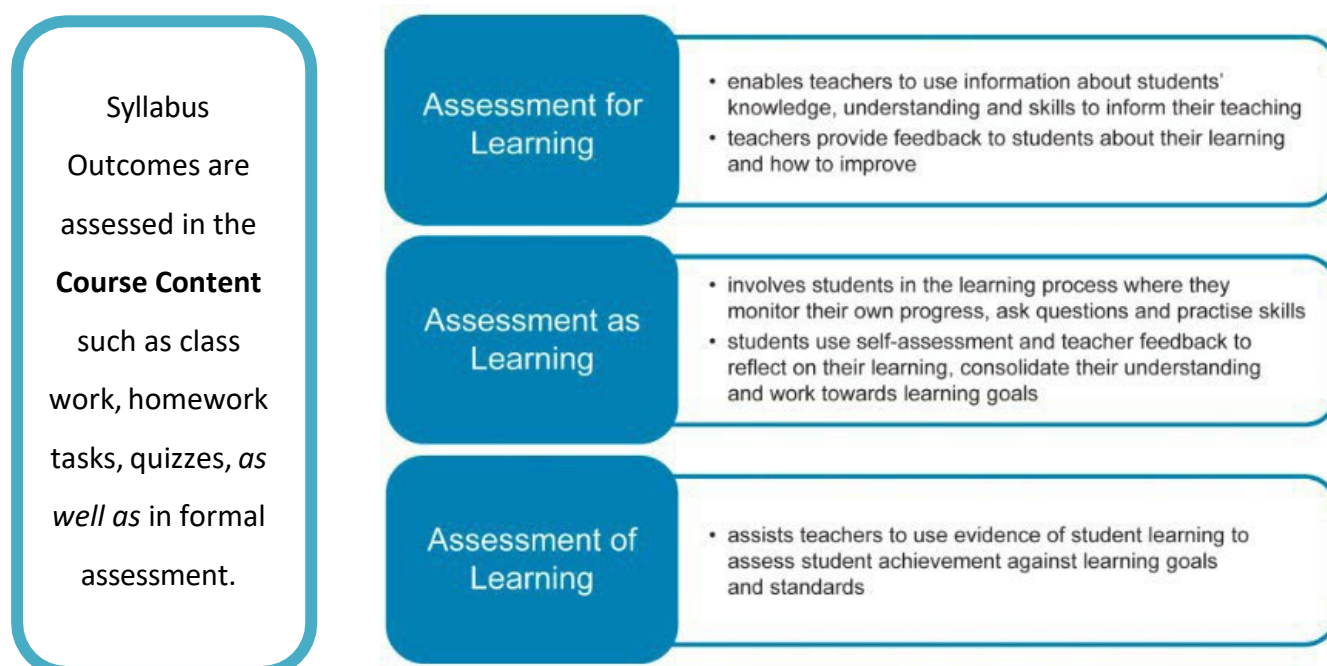 Syllabus
Outcomes are
assessed in the
Course Content
such as class
work, homework
tasks, quizzes, as
well as in formal
assessment.
Assessment for
Learning
• enables teachers to use information about students’
knowledge, understanding and skills to inform their teaching
• teachers provide feedback to students about their learning
and how to improve
Assessment as
Learning
• involves students in the learning process where they
monitor their own progress, ask questions and practise skills
• students use self-assessment and teacher feedback to
reflect on their learning, consolidate their understanding
and work towards learning goals
Assessment of
Learning
• assists teachers to use evidence of student learning to
assess student achievement against learning goals
and standards